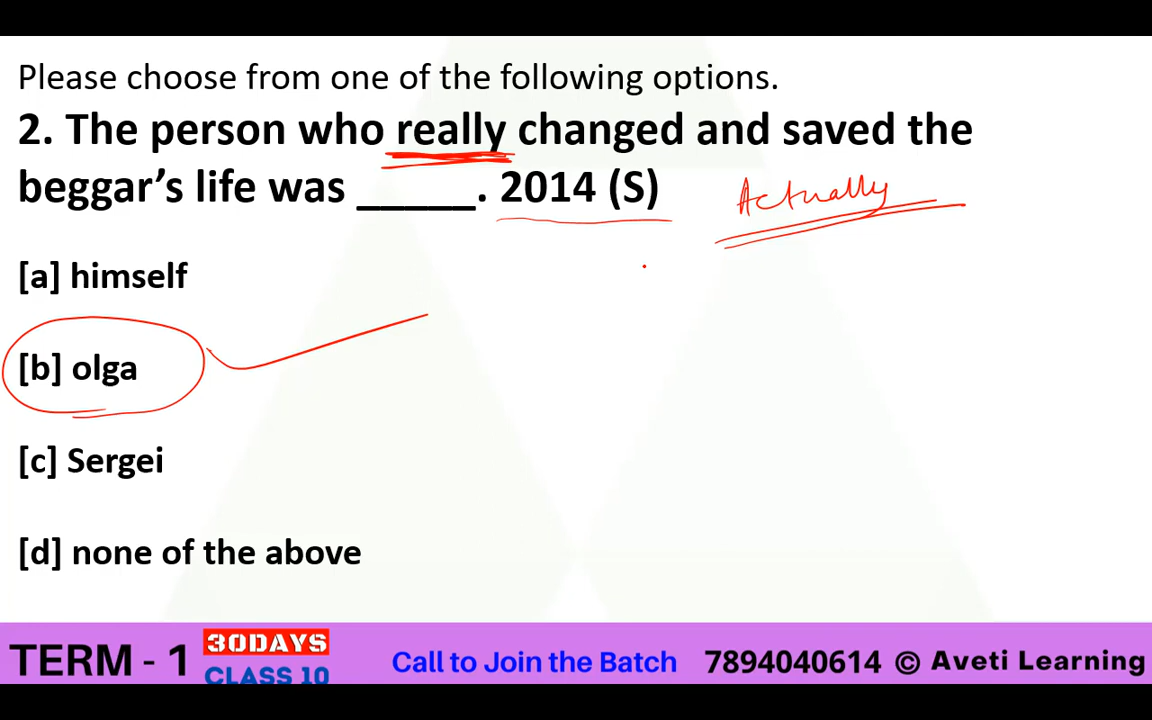 Please choose from one of the following options.
2. The person who really changed and saved the
beggar’s life was _____. 2014 (S)
Actually
[a] himself
[b] olga
[c] Sergei
[d] none of the above
TERM - 1 30DAYS CLASS 10 Call to Join the Batch 7894040614 © Aveti Learning